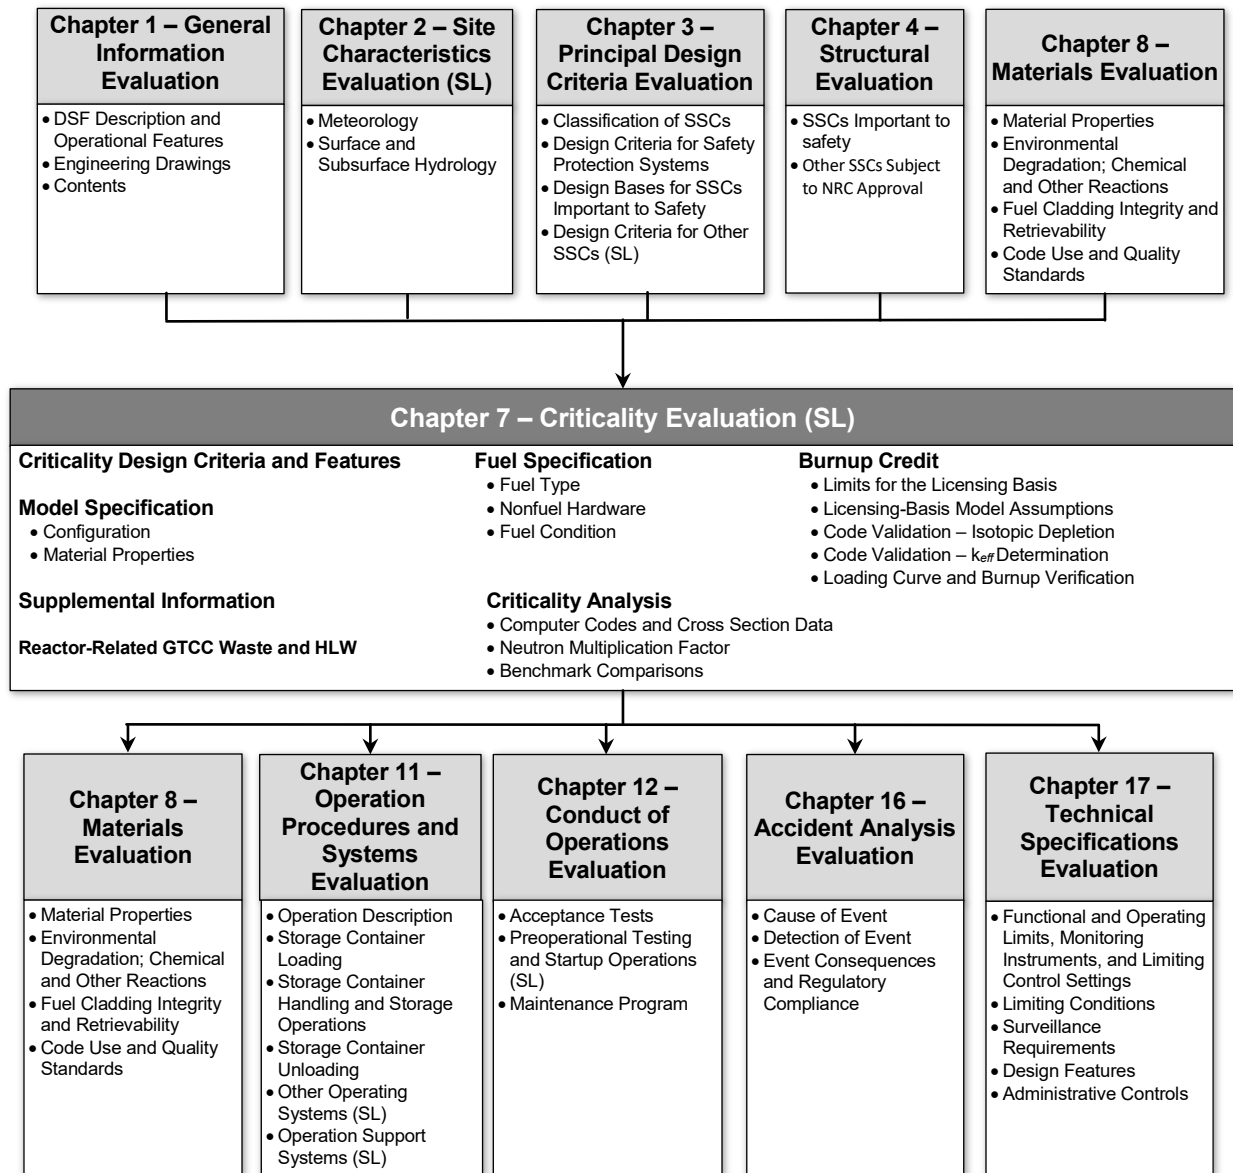 Chapter 1 – General
Information
Evaluation
• DSF Description and
Operational Features
• Engineering Drawings
• Contents
Chapter 2 – Site
Characteristics
Evaluation (SL)
• Meteorology
• Surface and
Subsurface Hydrology
Chapter 3 –
Principal Design
Criteria Evaluation
• Classification of SSCs
• Design Criteria for Safety
Protection Systems
• Design Bases for SSCs
Important to Safety
• Design Criteria for Other
SSCs (SL)
Chapter 4 –
Structural
Evaluation
• SSCs Important to
safety
• Other SSCs Subject
to NRC Approval
Chapter 8 –
Materials Evaluation
• Material Properties
• Environmental
Degradation; Chemical
and Other Reactions
• Fuel Cladding Integrity and
Retrievability
• Code Use and Quality
Standards
Chapter 7 – Criticality Evaluation (SL)
Criticality Design Criteria and Features
Model Specification
• Configuration
• Material Properties
Supplemental Information
Reactor-Related GTCC Waste and HLW
Fuel Specification
• Fuel Type
• Nonfuel Hardware
• Fuel Condition
Criticality Analysis
• Computer Codes and Cross Section Data
• Neutron Multiplication Factor
• Benchmark Comparisons
Burnup Credit
• Limits for the Licensing Basis
• Licensing-Basis Model Assumptions
• Code Validation – Isotopic Depletion
• Code Validation – keff Determination
• Loading Curve and Burnup Verification
Chapter 8 –
Materials
Evaluation
• Material Properties
• Environmental
Degradation; Chemical
and Other Reactions
• Fuel Cladding Integrity
and Retrievability
• Code Use and Quality
Standards
Chapter 11 –
Operation
Procedures and
Systems
Evaluation
• Operation Description
• Storage Container
Loading
• Storage Container
Handling and Storage
Operations
• Storage Container
Unloading
• Other Operating
Systems (SL)
• Operation Support
Systems (SL)
Chapter 12 –
Conduct of
Operations
Evaluation
• Acceptance Tests
• Preoperational Testing
and Startup Operations
(SL)
• Maintenance Program
Chapter 16 –
Accident Analysis
Evaluation
• Cause of Event
• Detection of Event
• Event Consequences
and Regulatory
Compliance
Chapter 17 –
Technical
Specifications
Evaluation
• Functional and Operating
Limits, Monitoring
Instruments, and Limiting
Control Settings
• Limiting Conditions
• Surveillance
Requirements
• Design Features
• Administrative Controls